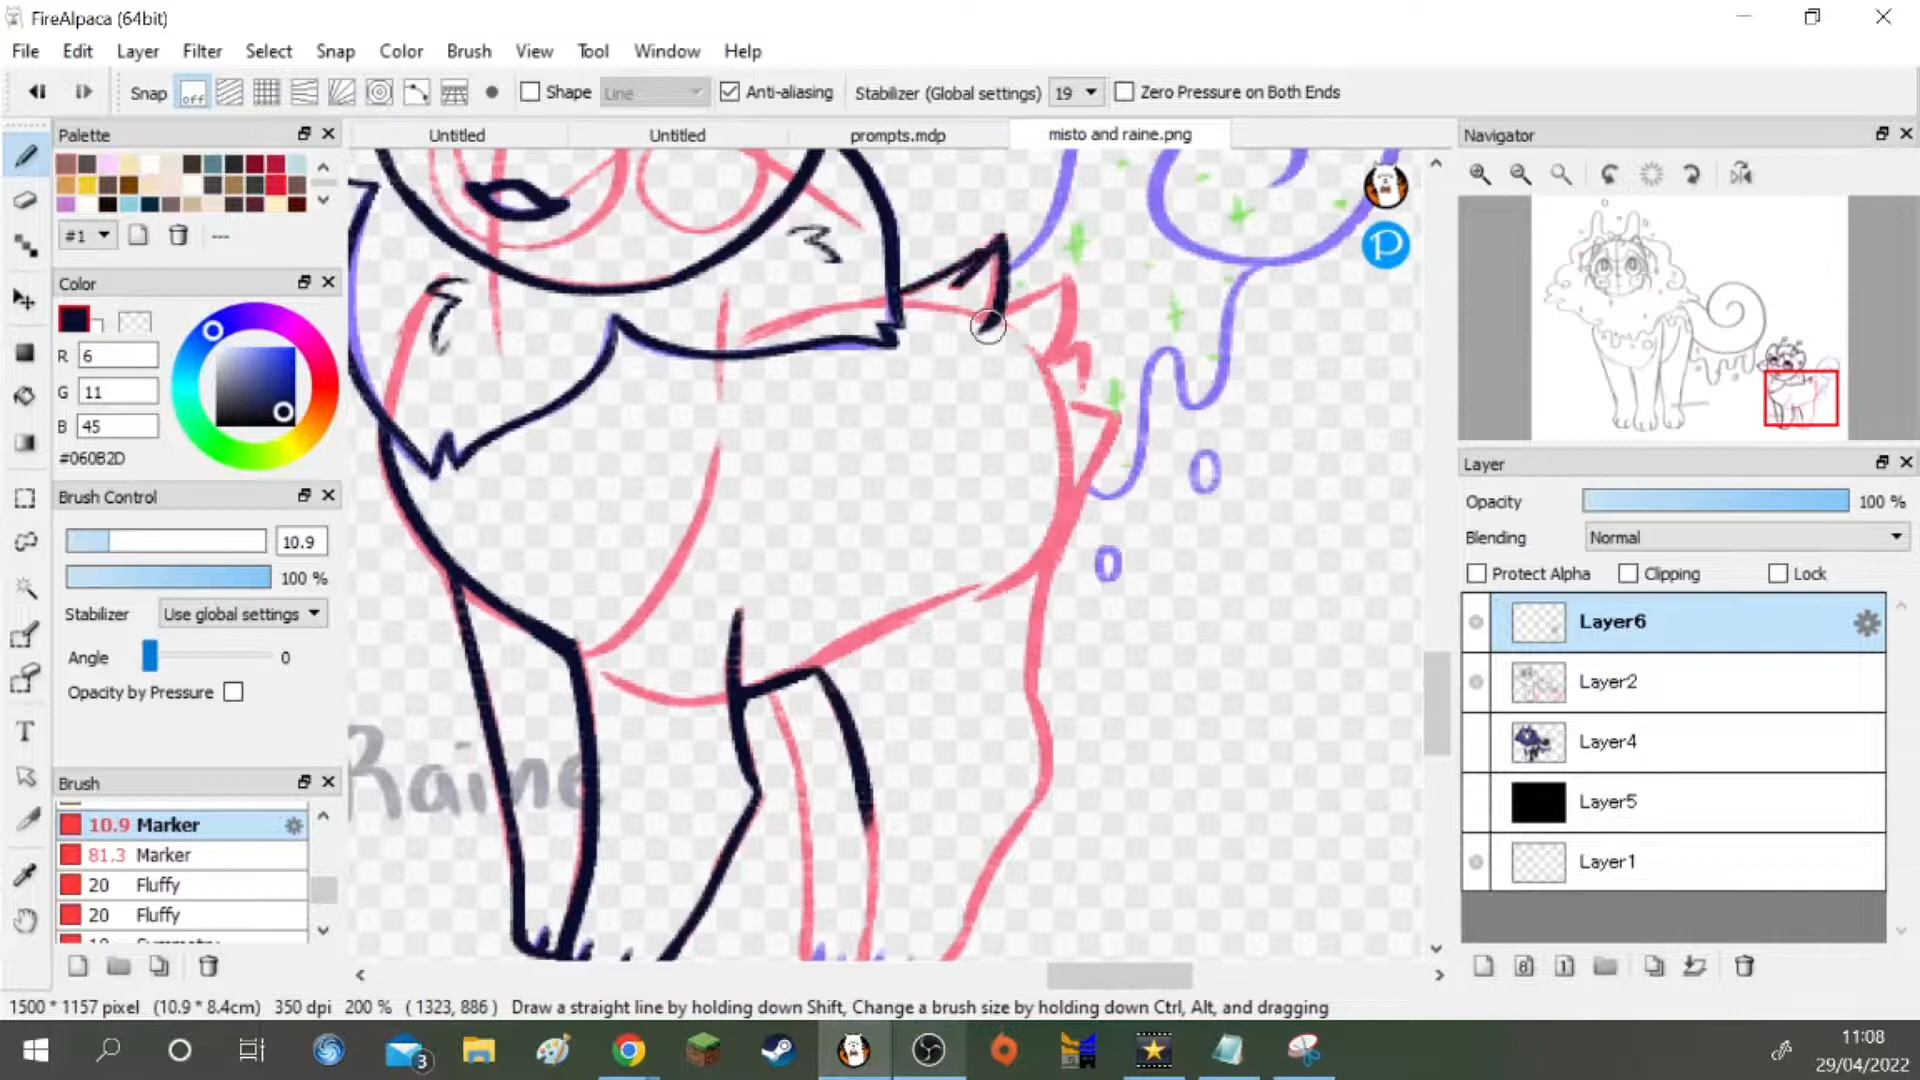 FireAlpaca (64bit)
File Edit Layer Filter Select Snap Color Brush View Tool Window Help
Snap off Shape Line Anti-aliasing Stabilizer (Global settings) 19 Zero Pressure on Both Ends
Palette
Untitled Untitled prompts.mdp misto and raine.png
Navigator
#1 ---
Color
R 6
G 11
B 45
#060B2D
Brush Control
10.9
100 %
Stabilizer Use global settings
Angle 0
Opacity by Pressure
Brush
10.9 Marker
81.3 Marker
20 Fluffy
20 Fluffy
Raine
P
Layer
Opacity 100 %
Blending Normal
Protect Alpha Clipping Lock
Layer6
Layer2
Layer4
Layer5
Layer1
8 1
T
1500 * 1157 pixel (10.9 * 8.4cm) 350 dpi 200 % ( 1323, 886 ) Draw a straight line by holding down Shift, Change a brush size by holding down Ctrl, Alt, and dragging
3
11:08
29/04/2022